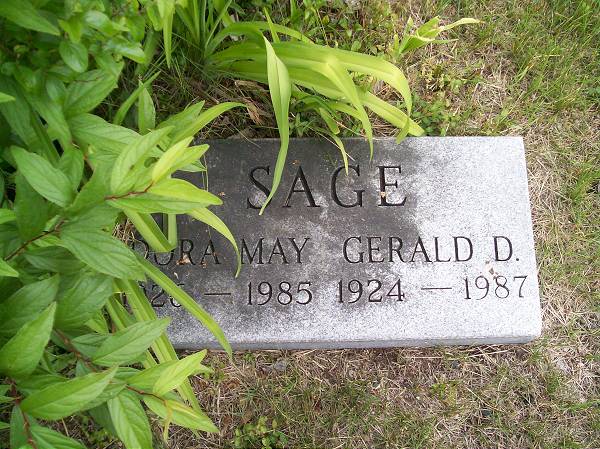 SAGE
DORA MAY GERALD D.
1985 1924 — 1987